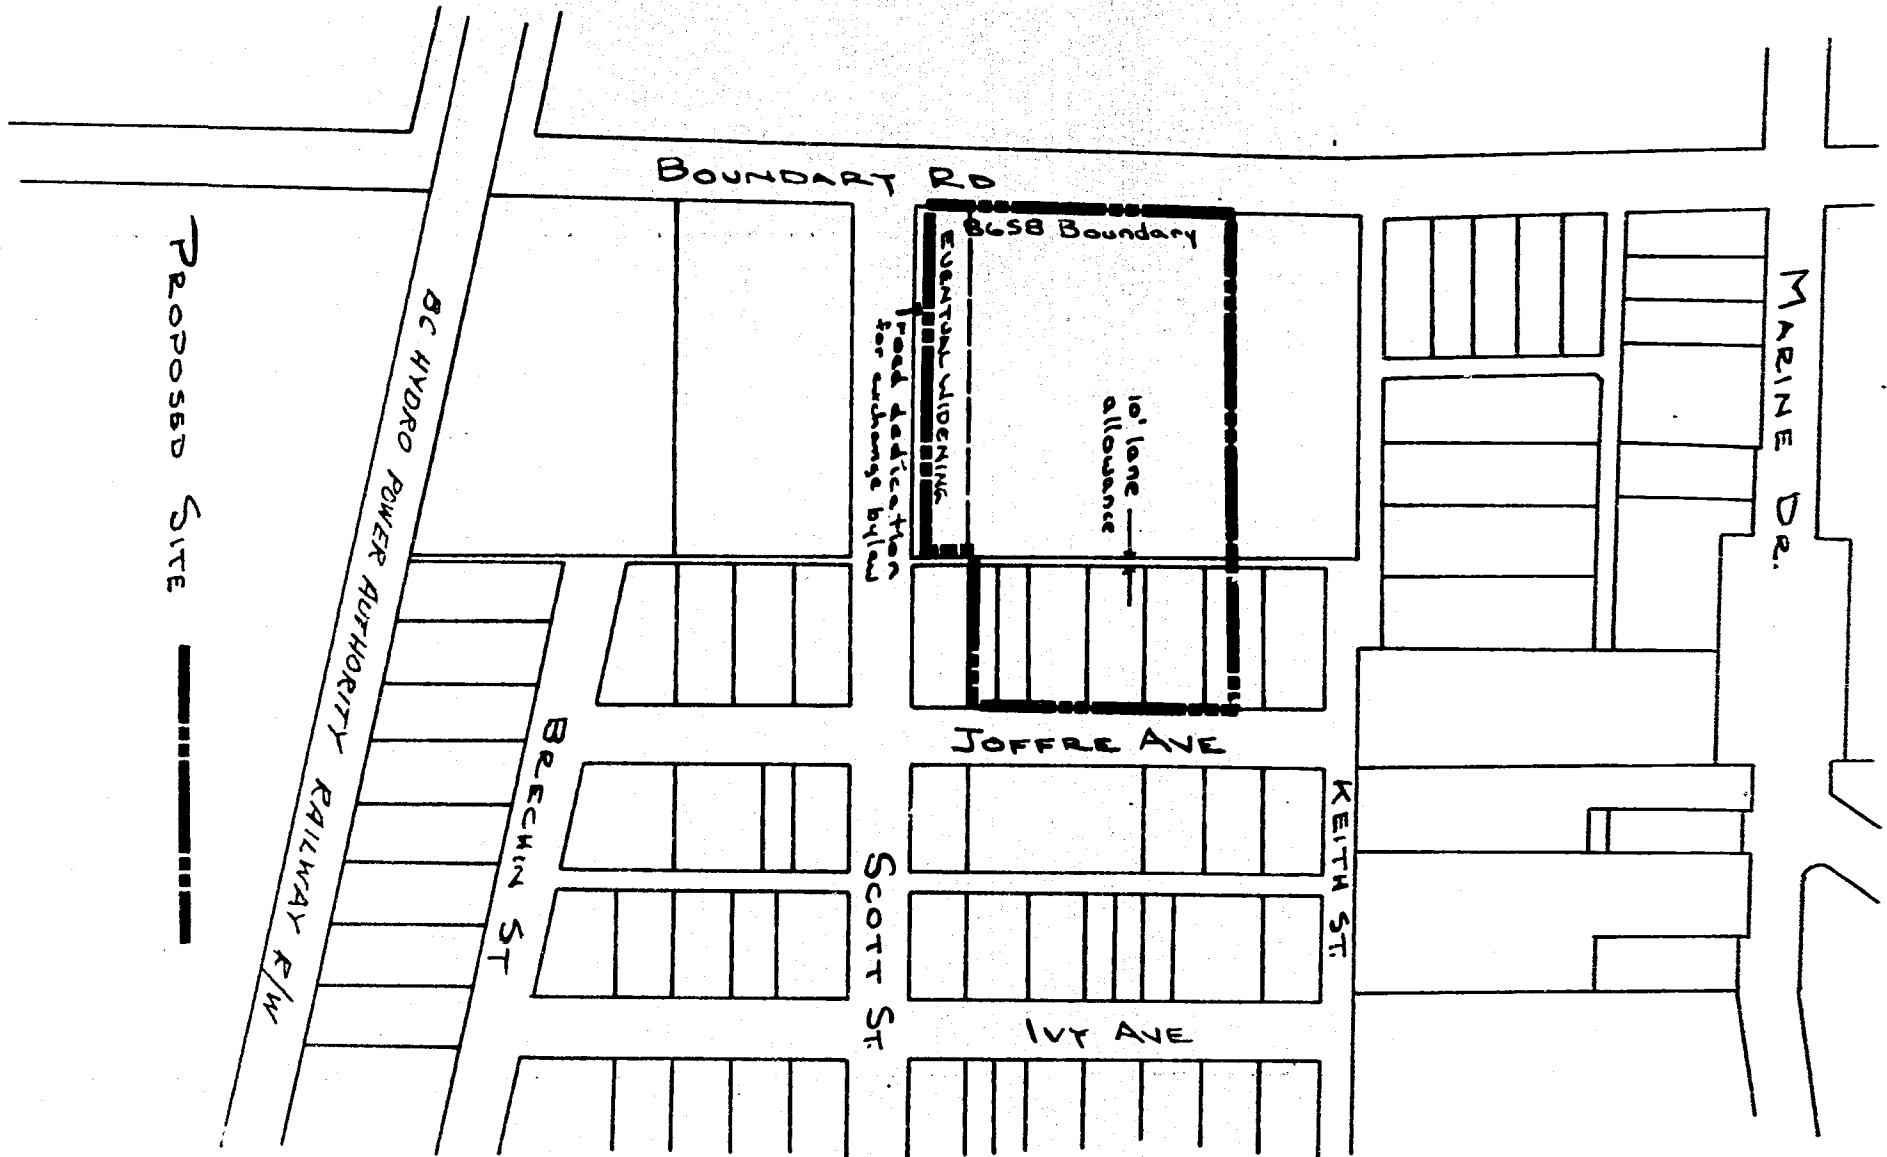 BOUNDARY RD
8658 Boundary
EVENTUAL WIDENING
road dedication
for exchange bylaw
10' lane
allowance
MARINE DR.
PROPOSED SITE
BC HYDRO POWER AUTHORITY RAILWAY R/W
BRECHIN ST
JOFFRE AVE
KEITH ST.
SCOTT ST.
IVY AVE